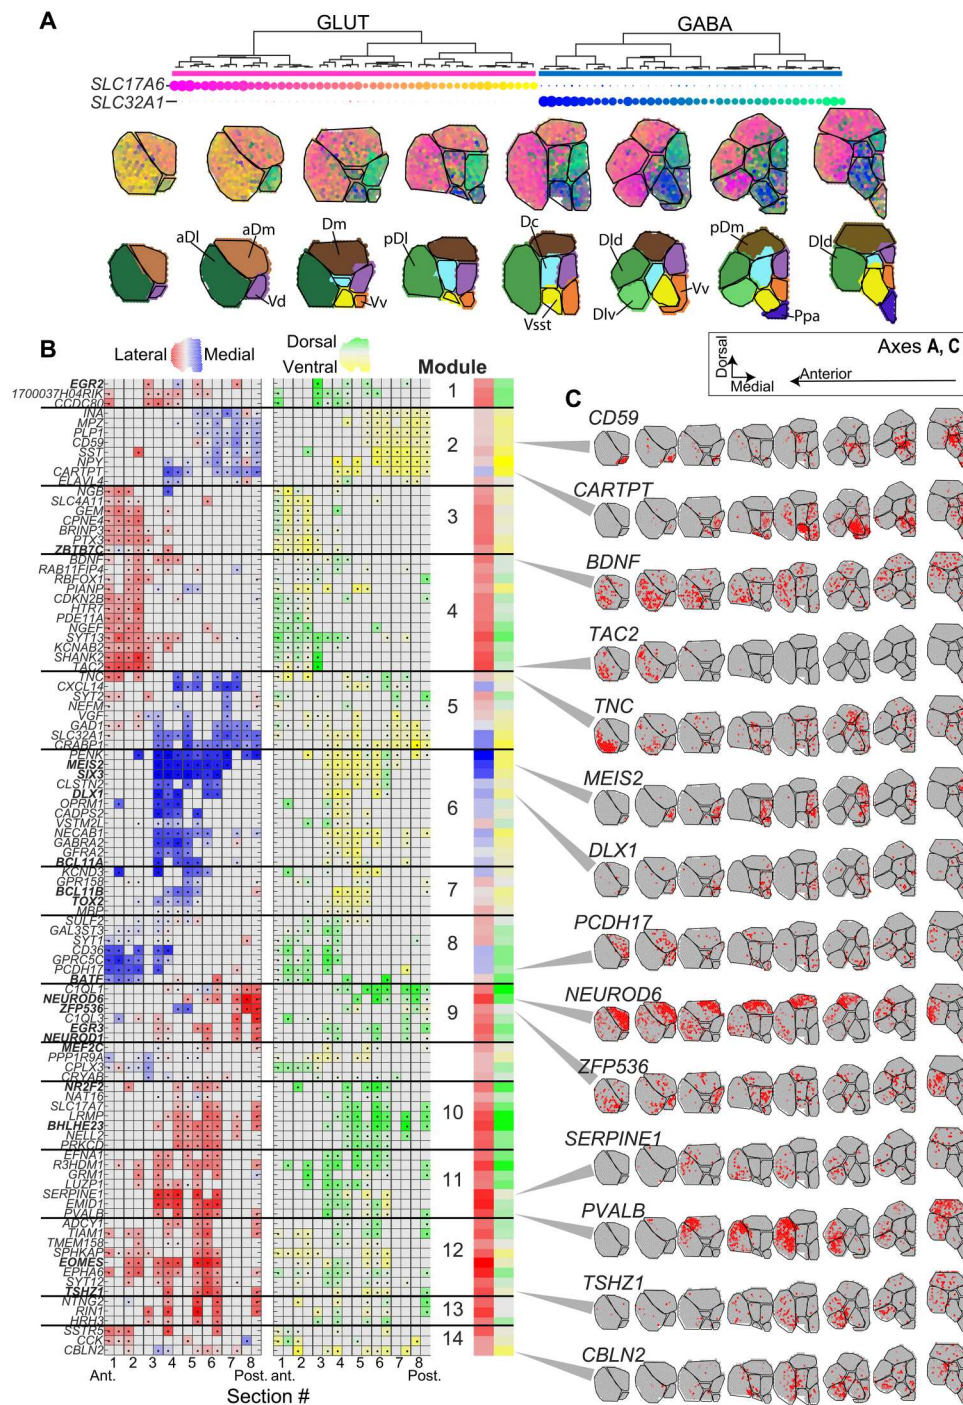 A
GLUT
GABA
SLC17A6
SLC32A1
aDl
aDm
Dm
pDl
Dc
Dld
pDm
Dld
Vd
Vv
Vsst
Dlv
Vv
Ppa
B
Lateral
Medial
Dorsal
Ventral
Module
Dorsal
Medial
Axes A, C
Anterior
EGR2
1700037H04RIK
CCDC80
1
INA
MPZ
PLP1
CD59
SST
NPY
CARTPT
ELAVL4
2
NGB
SLC4A11
GEM
CPNE4
BRINP3
PTX3
ZBTB7C
3
BDNF
RAB11FIP4
RBFOX1
PIANP
CDKN2B
HTR7
PDE11A
NGEF
SYT13
KCNAB2
SHANK2
TAC2
4
TNC
CXCL14
SYT2
NEFM
VGF
GAD1
SLC32A1
CRABP1
5
PENK
MEIS2
SIX3
CLSTN2
DLX1
OPRM1
CADPS2
VSTM2L
NECAB1
GABRA2
GFRA2
BCL11A
6
KCND3
GPR158
BCL11B
TOX2
MBP
7
SULF2
GAL3ST3
SYT1
CD36
GPRC5C
PCDH17
BATF
8
C1QL1
NEUROD6
ZFP536
C1QL3
EGR3
NEUROD1
9
MEF2C
PPP1R9A
CPLX3
CRYAB
NR2F2
NAT16
SLC17A7
LRMP
BHLHE23
NELL2
PRKCD
10
EFNA1
R3HDM1
GRM1
LUZP1
SERPINE1
EMID1
PVALB
11
ADCY1
TIAM1
TMEM158
SPHKAP
EOMES
EPHA6
SYT12
TSHZ1
12
NTNG2
RIN1
HRH3
13
SSTR5
CCK
CBLN2
14
1 2 3 4 5 6 7 8
1 2 3 4 5 6 7 8
Ant.
Post.
ant.
Post.
Section #
C
CD59
CARTPT
BDNF
TAC2
TNC
MEIS2
DLX1
PCDH17
NEUROD6
ZFP536
SERPINE1
PVALB
TSHZ1
CBLN2